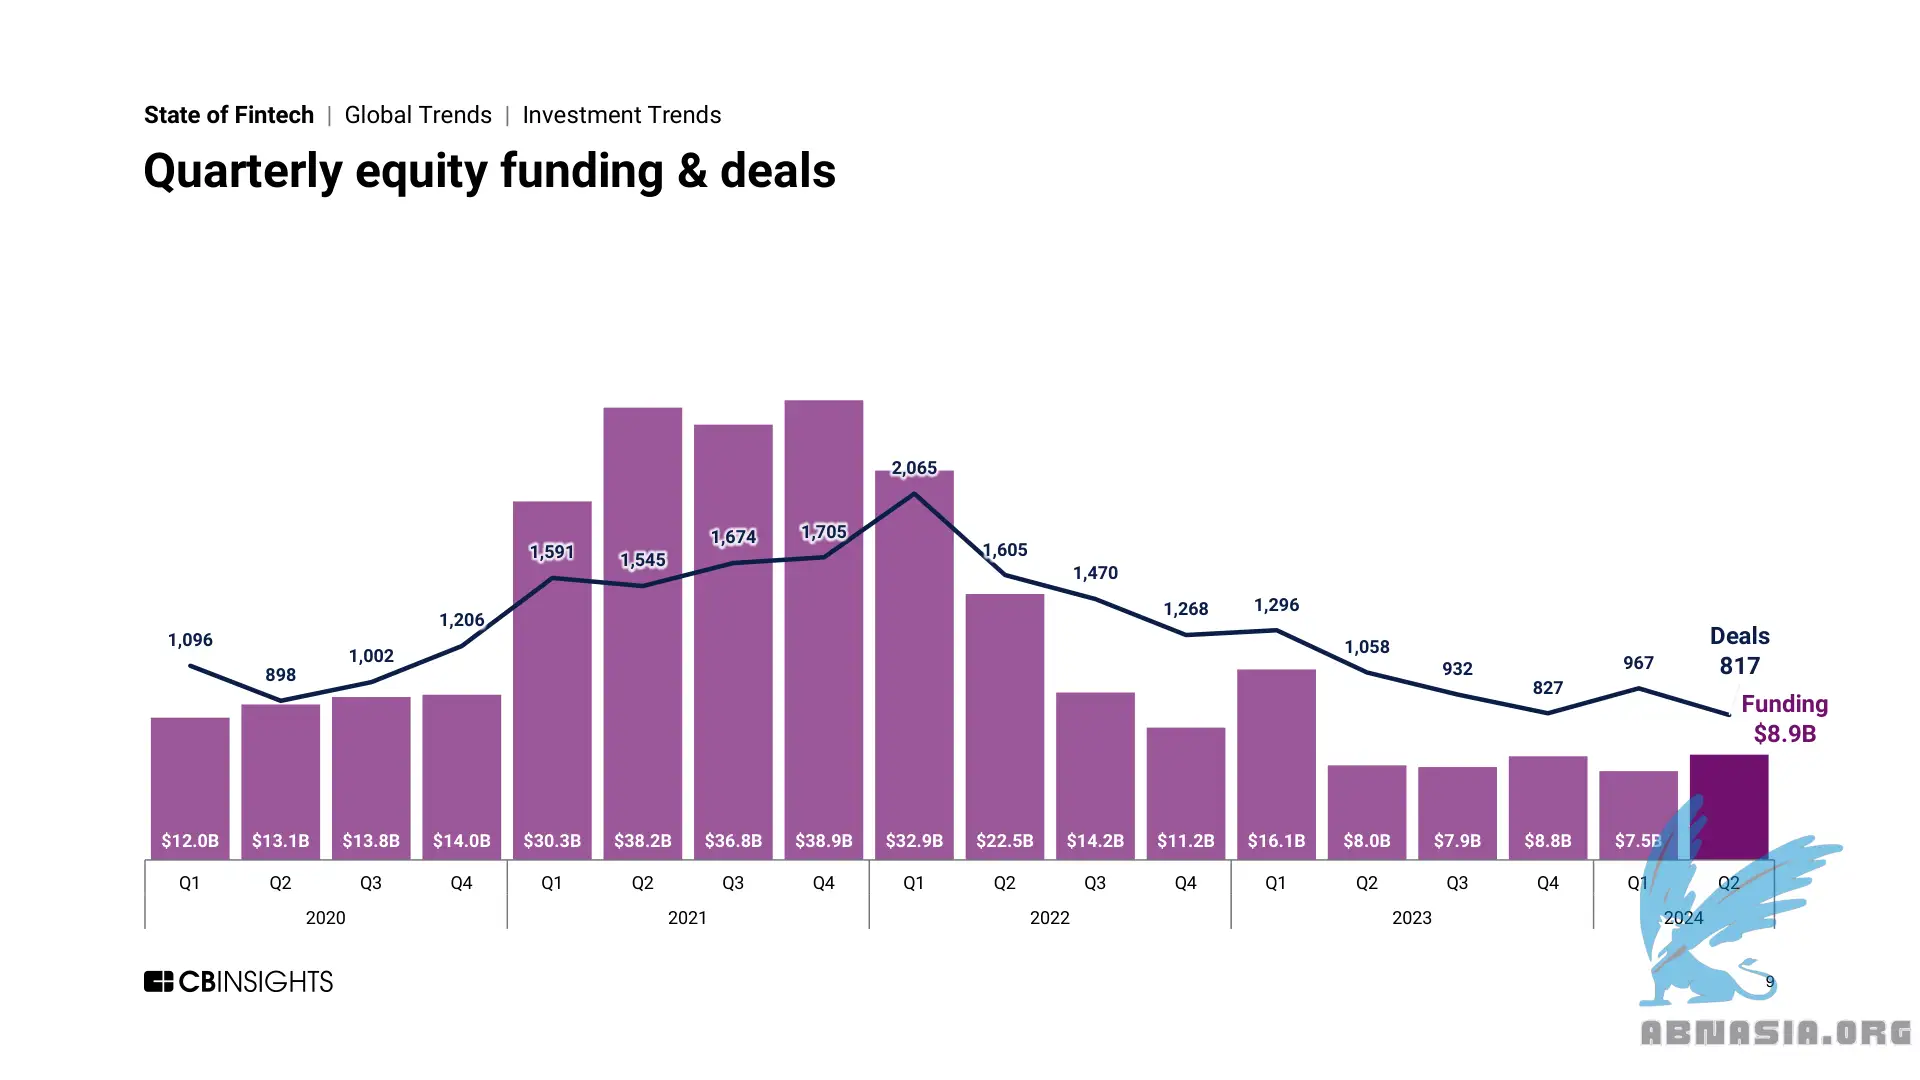 State of Fintech | Global Trends | Investment Trends
Quarterly equity funding & deals
2,065
1,705
1,674
1,591
1,545
1,605
1,470
1,206
1,268
1,296
1,096
1,002
898
1,058
932
827
967
Deals
817
Funding
$8.9B
$12.0B $13.1B $13.8B $14.0B $30.3B $38.2B $36.8B $38.9B $32.9B $22.5B $14.2B $11.2B $16.1B $8.0B $7.9B $8.8B $7.5B
Q1 Q2 Q3 Q4 Q1 Q2 Q3 Q4 Q1 Q2 Q3 Q4 Q1 Q2 Q3 Q4 Q1 Q2
2020 2021 2022 2023 2024
CBINSIGHTS
9
ABNASIA.ORG